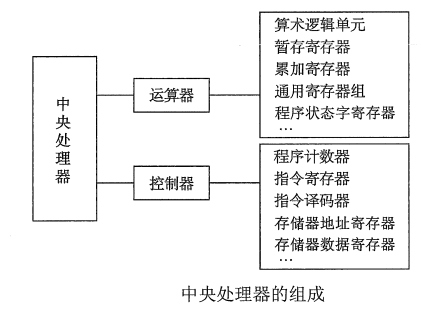 中央处理器
运算器
算术逻辑单元
暂存寄存器
累加寄存器
通用寄存器组
程序状态字寄存器
…
控制器
程序计数器
指令寄存器
指令译码器
存储器地址寄存器
存储器数据寄存器
…
中央处理器的组成